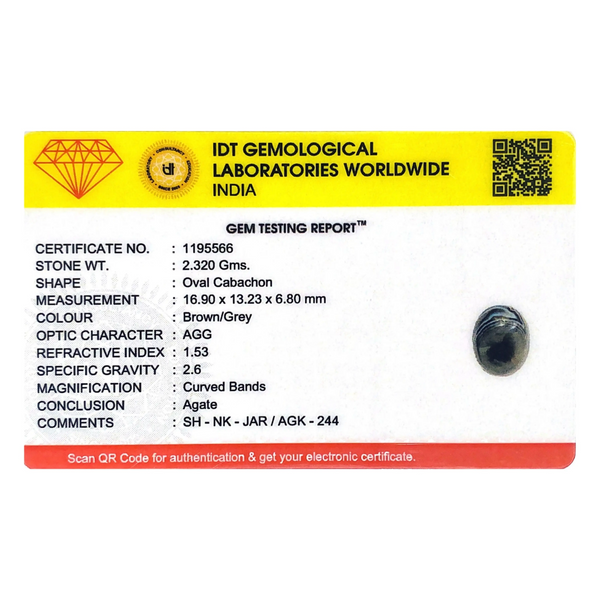 IDT GEMOLOGICAL
LABORATORIES WORLDWIDE
INDIA
idt
GEM TESTING REPORT™
CERTIFICATE NO. : 1195566
STONE WT. : 2.320 Gms.
SHAPE : Oval Cabachon
MEASUREMENT : 16.90 x 13.23 x 6.80 mm
COLOUR : Brown/Grey
OPTIC CHARACTER : AGG
REFRACTIVE INDEX : 1.53
SPECIFIC GRAVITY : 2.6
MAGNIFICATION : Curved Bands
CONCLUSION : Agate
COMMENTS : SH - NK - JAR / AGK - 244
Scan QR Code for authentication & get your electronic certificate.